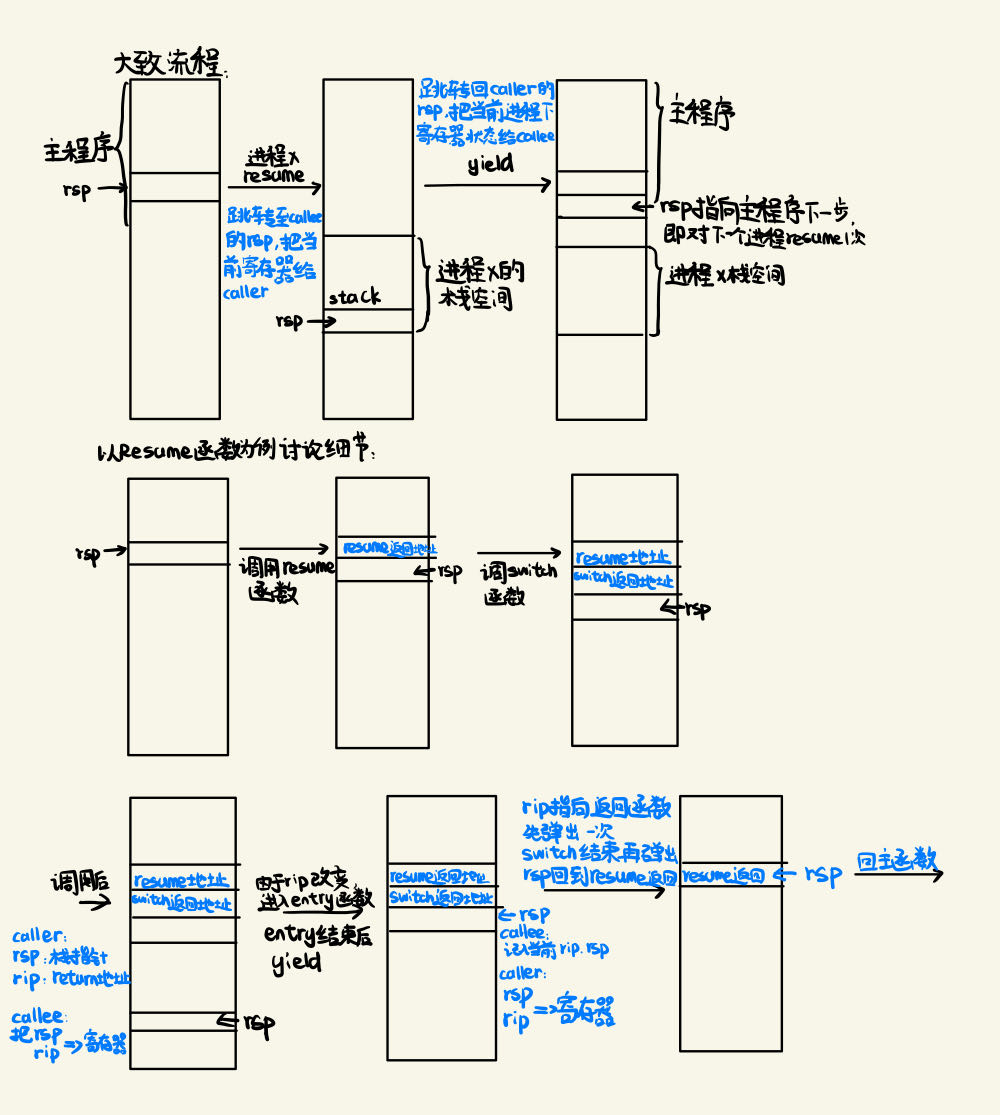 大致流程:
主程序
rsp
进程x
resume
跳转至callee
的rsp,把当
前寄存器给
caller
stack
rsp
进程x的
栈空间
跳转回caller的
rsp,把当前进程下
寄存器状态给callee
yield
主程序
rsp指向主程序下一步,
即对下个进程resume1次
进程x栈空间
以Resume函数为例讨论细节:
rsp
调用resume
函数
resume返回地址
rsp
调switch
函数
resume地址
switch返回地址
rsp
调用后
caller:
rsp:栈指针
rip:return地址
callee:
把rsp
rip
=>寄存器
resume地址
switch返回地址
rsp
由于rip改变,
进入entry函数
entry结束后
yield
resume返回地址
switch返回地址
rsp
callee:
记当前rip.rsp
caller:
rsp
rip
=>寄存器
rip指向返回函数
先弹出一次
switch结束再弹出
rsp回到resume返回
resume返回
rsp
回主函数